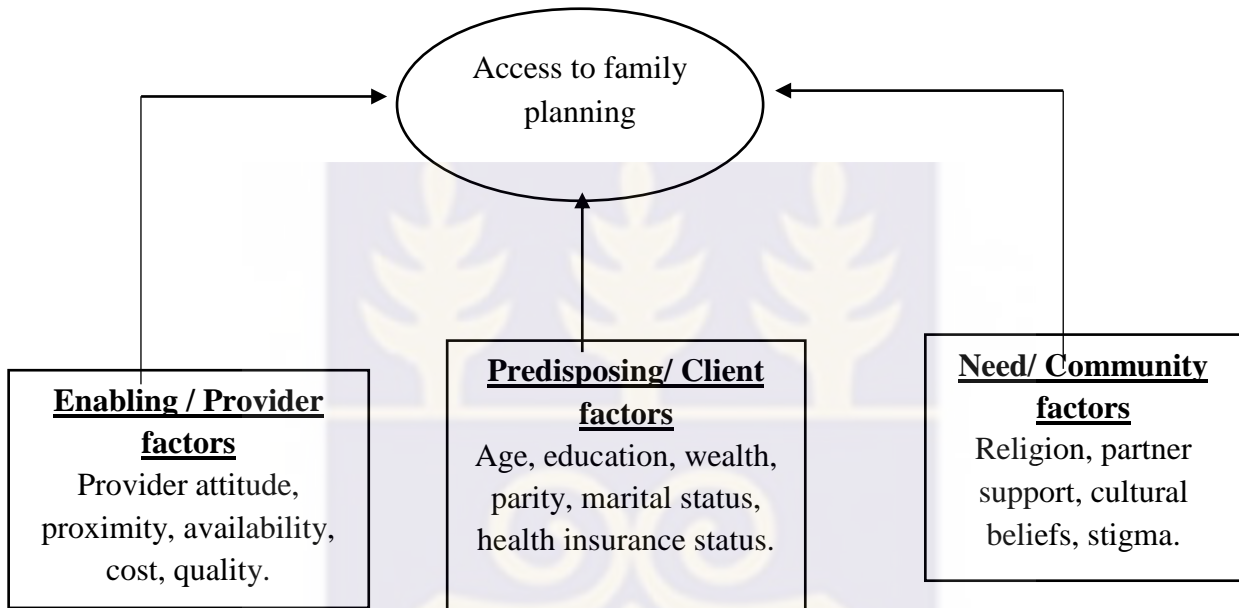 Access to family
planning
Enabling / Provider
factors
Provider attitude,
proximity, availability,
cost, quality.
Predisposing/ Client
factors
Age, education, wealth,
parity, marital status,
health insurance status.
Need/ Community
factors
Religion, partner
support, cultural
beliefs, stigma.